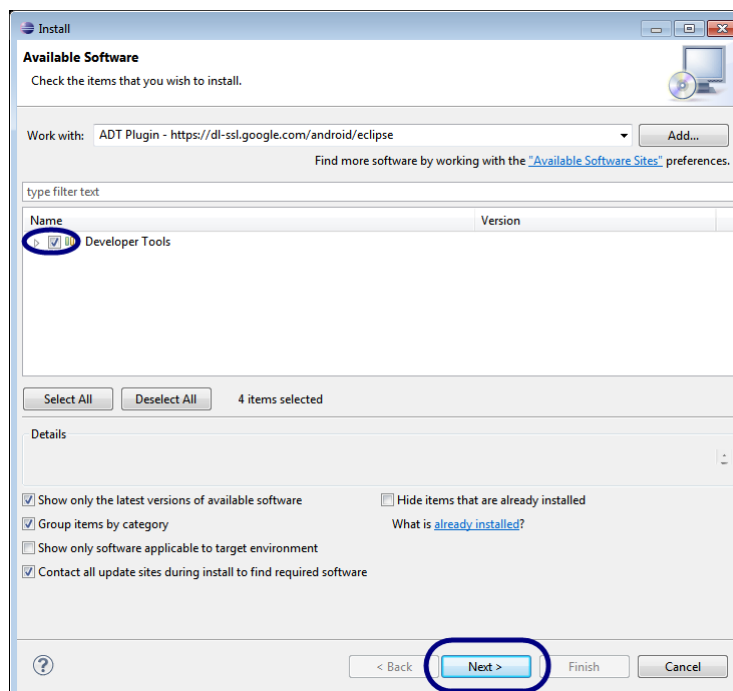 Install
Available Software
Check the items that you wish to install.
Work with: ADT Plugin - https://dl-ssl.google.com/android/eclipse Add...
Find more software by working with the "Available Software Sites" preferences.
type filter text
Name Version
Developer Tools
Select All Deselect All 4 items selected
Details
Show only the latest versions of available software Hide items that are already installed
Group items by category What is already installed?
Show only software applicable to target environment
Contact all update sites during install to find required software
? < Back Next > Finish Cancel